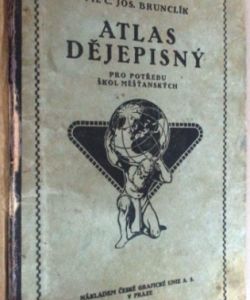 C. JOS. BRUNCLÍK
ATLAS
DĚJEPISNÝ
PRO POTŘEBU
ŠKOL MĚŠŤANSKÝCH
NÁKLADEM ČESKÉ GRAFICKÉ UNIE A. S.
V PRAZE